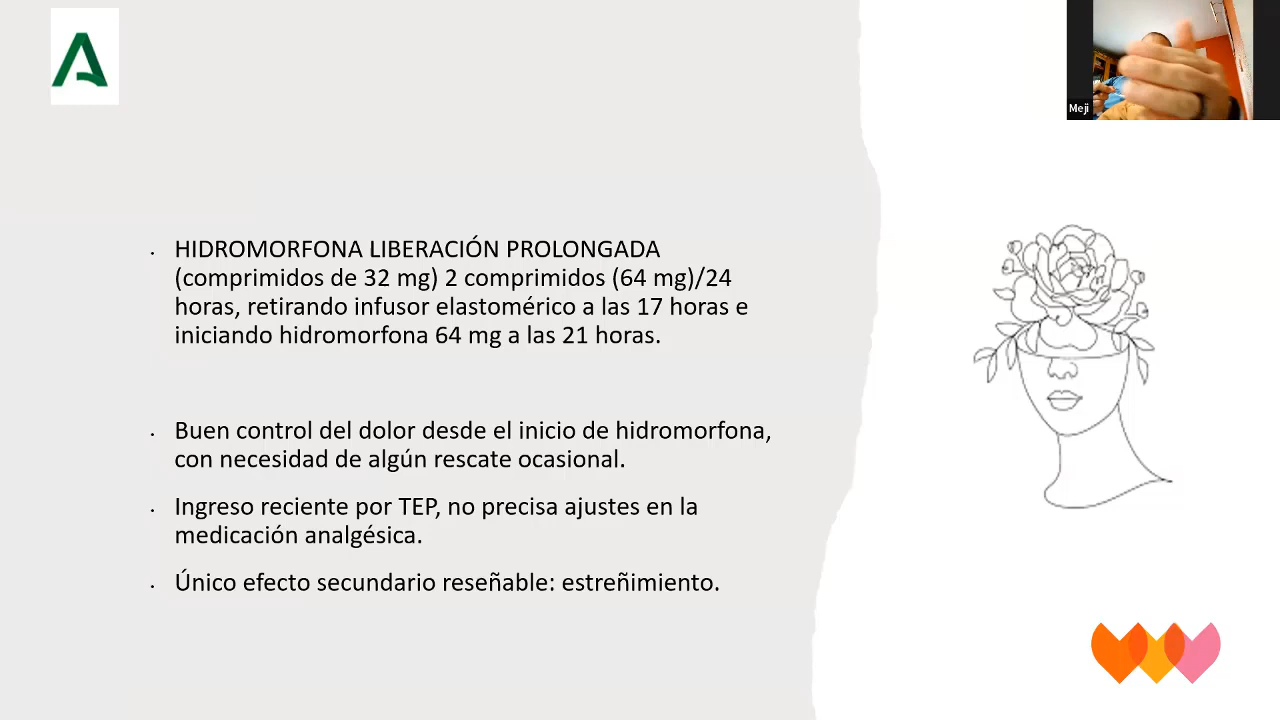 Meji
HIDROMORFONA LIBERACIÓN PROLONGADA
(comprimidos de 32 mg) 2 comprimidos (64 mg)/24
horas, retirando infusor elastomérico a las 17 horas e
iniciando hidromorfona 64 mg a las 21 horas.
Buen control del dolor desde el inicio de hidromorfona,
con necesidad de algún rescate ocasional.
Ingreso reciente por TEP, no precisa ajustes en la
medicación analgésica.
Único efecto secundario reseñable: estreñimiento.